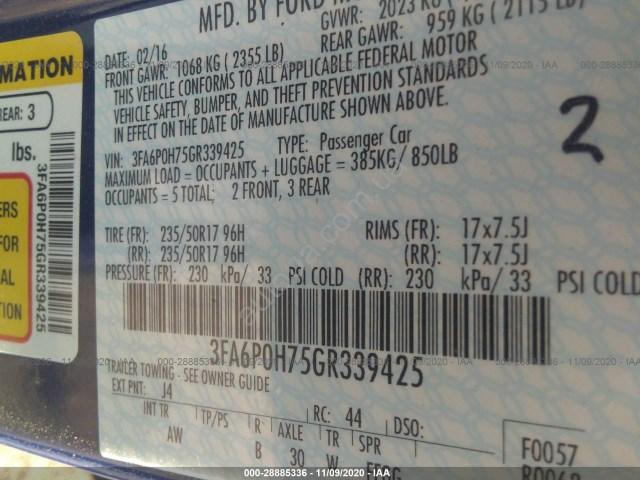 MFD. BY FORD
GVWR: 2023 KG (
DATE: 02/16
FRONT GAWR: 1068 KG ( 2355 LB)
REAR GAWR: 959 KG ( 2115 LB)
THIS VEHICLE CONFORMS TO ALL APPLICABLE FEDERAL MOTOR
VEHICLE SAFETY, BUMPER, AND THEFT PREVENTION STANDARDS
IN EFFECT ON THE DATE OF MANUFACTURE SHOWN ABOVE.
VIN: 3FA6P0H75GR339425 TYPE: Passenger Car
MAXIMUM LOAD = OCCUPANTS + LUGGAGE = 385KG/ 850LB
OCCUPANTS = 5 TOTAL; 2 FRONT, 3 REAR
TIRE (FR): 235/50R17 96H RIMS (FR): 17x7.5J
(RR): 235/50R17 96H (RR): 17x7.5J
PRESSURE (FR): 230 kPa/ 33 PSI COLD (RR): 230 kPa/ 33 PSI COLD
3FA6P0H75GR339425
TRAILER TOWING - SEE OWNER GUIDE
EXT PNT: J4 RC: 44 DSO:
INT TR TP/PS R AXLE TR SPR
AW B 30 W
F0057
2
MATION
REAR: 3
lbs.
3FA6P0H75GR339425
ERS
FOR
AL
ION
000-28885336 - 11/09/2020 - IAA